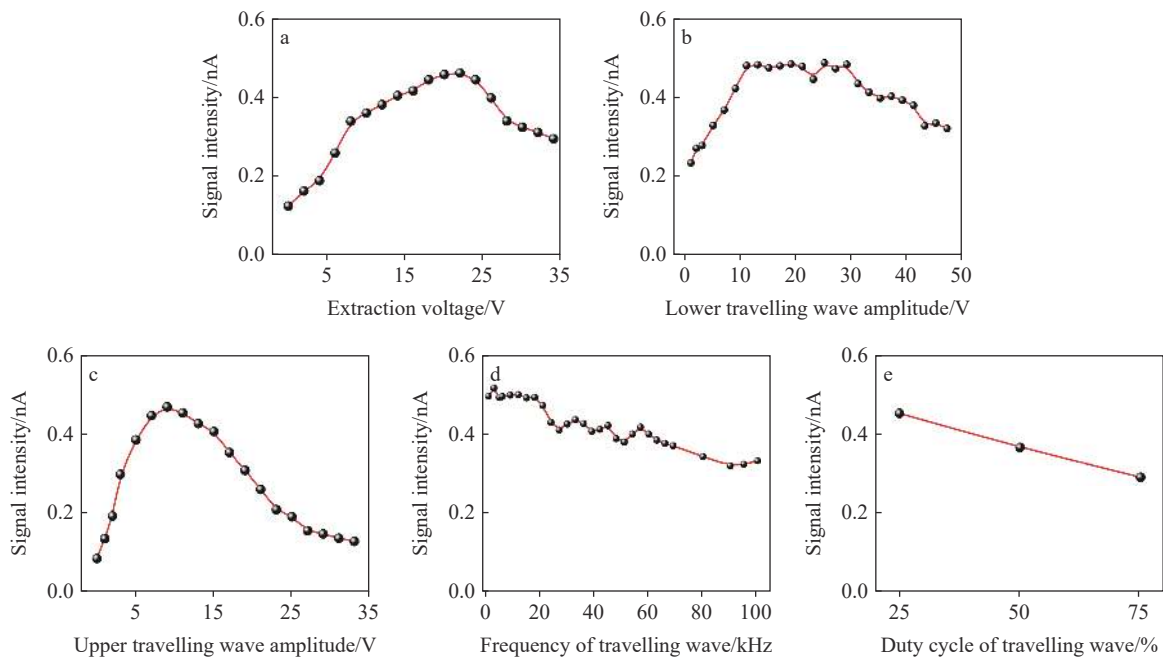 a
0.6
0.4
0.2
0.0
Signal intensity/nA
5 15 25 35
Extraction voltage/V
b
0.6
0.4
0.2
0.0
Signal intensity/nA
0 10 20 30 40 50
Lower travelling wave amplitude/V
c
0.6
0.4
0.2
0.0
Signal intensity/nA
5 15 25 35
Upper travelling wave amplitude/V
d
0.6
0.4
0.2
0.0
Signal intensity/nA
0 20 40 60 80 100
Frequency of travelling wave/kHz
e
0.6
0.4
0.2
0.0
Signal intensity/nA
25 50 75
Duty cycle of travelling wave/%